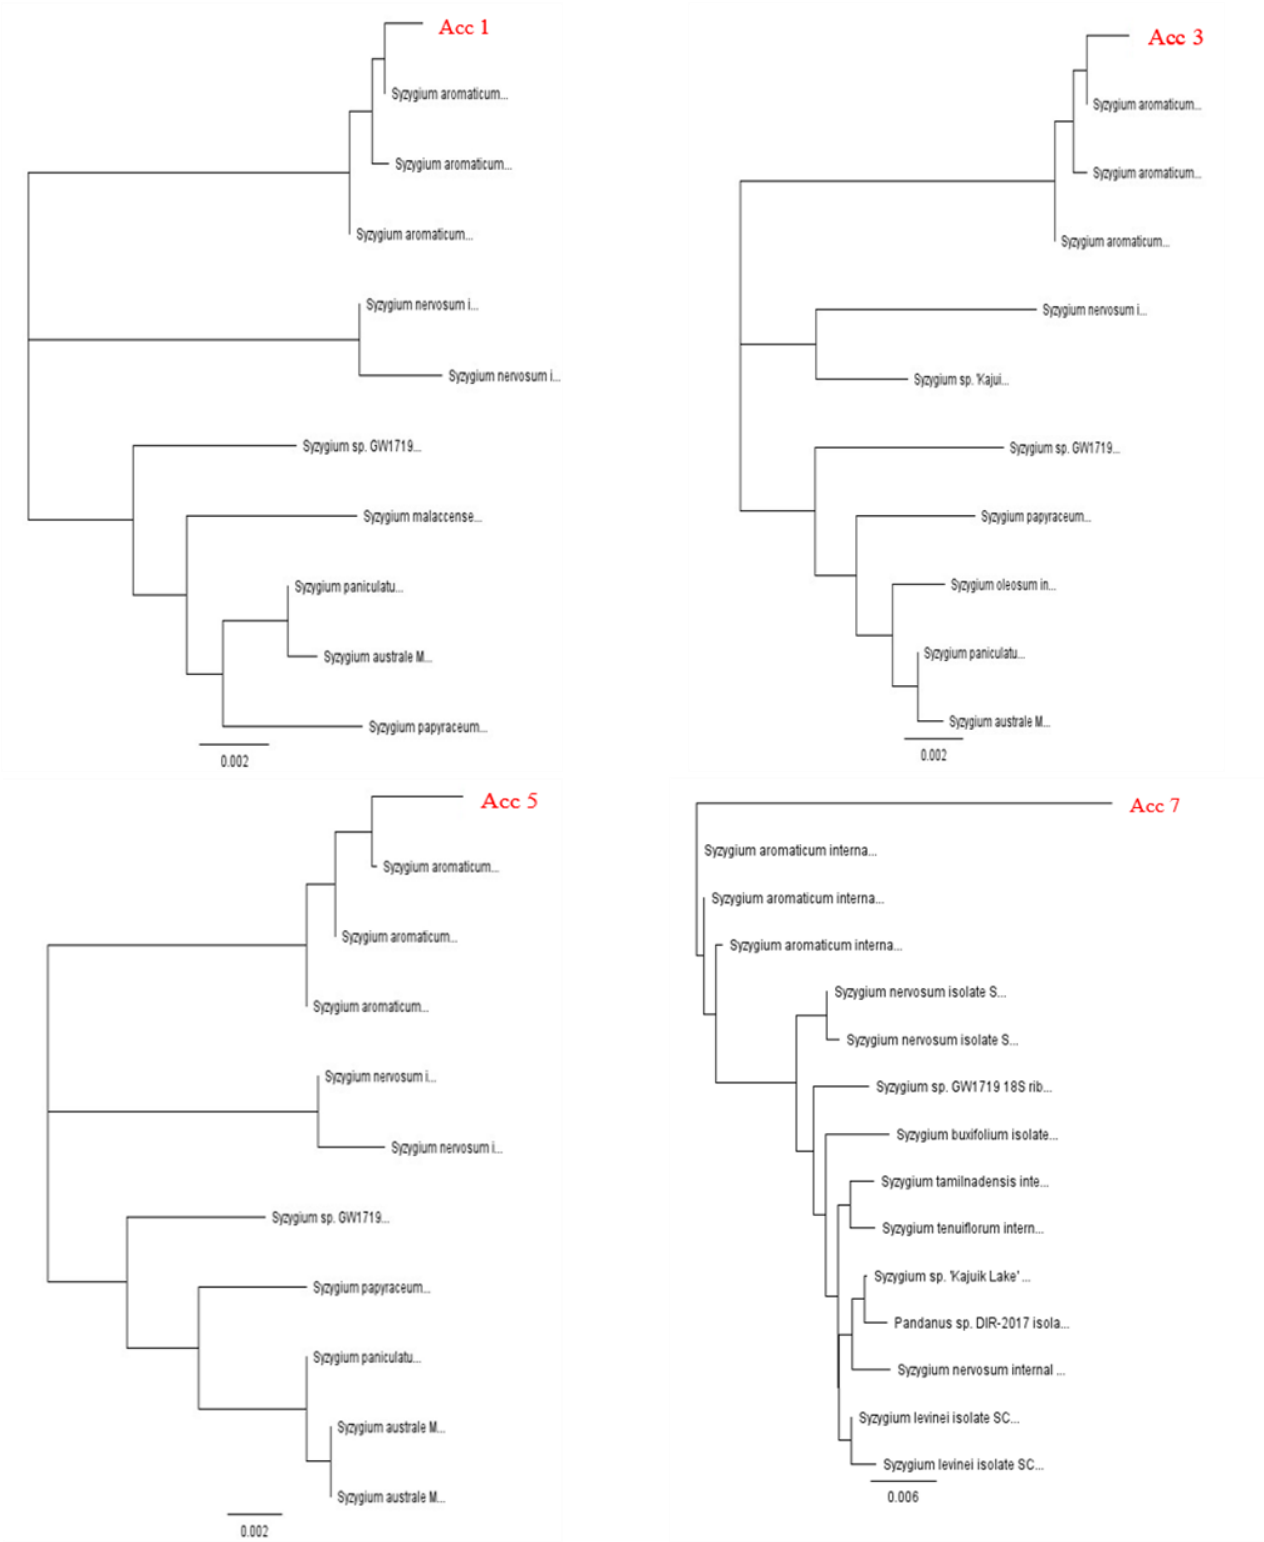 Acc 1
Syzygium aromaticum...
Syzygium aromaticum...
Syzygium aromaticum...
Syzygium nervosum i...
Syzygium nervosum i...
Syzygium sp. GW1719...
Syzygium malaccense...
Syzygium paniculatu...
Syzygium australe M...
Syzygium papyraceum...
0.002
Acc 3
Syzygium aromaticum...
Syzygium aromaticum...
Syzygium aromaticum...
Syzygium nervosum i...
Syzygium sp. 'Kajui...
Syzygium sp. GW1719...
Syzygium papyraceum...
Syzygium oleosum in...
Syzygium paniculatu...
Syzygium australe M...
0.002
Acc 5
Syzygium aromaticum...
Syzygium aromaticum...
Syzygium aromaticum...
Syzygium nervosum i...
Syzygium nervosum i...
Syzygium sp. GW1719...
Syzygium papyraceum...
Syzygium paniculatu...
Syzygium australe M...
Syzygium australe M...
0.002
Acc 7
Syzygium aromaticum interna...
Syzygium aromaticum interna...
Syzygium aromaticum interna...
Syzygium nervosum isolate S...
Syzygium nervosum isolate S...
Syzygium sp. GW1719 18S rib...
Syzygium buxifolium isolate...
Syzygium tamilnadensis inte...
Syzygium tenuiflorum intern...
Syzygium sp. 'Kajuik Lake' ...
Pandanus sp. DIR-2017 isola...
Syzygium nervosum internal ...
Syzygium levinei isolate SC...
Syzygium levinei isolate SC...
0.006